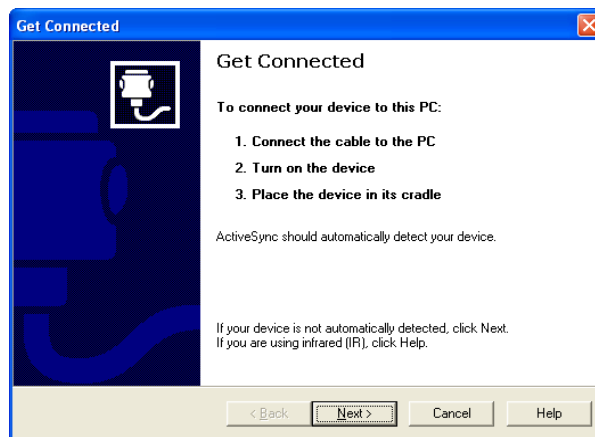 Get Connected
Get Connected
To connect your device to this PC:
1. Connect the cable to the PC
2. Turn on the device
3. Place the device in its cradle
ActiveSync should automatically detect your device.
If your device is not automatically detected, click Next.
If you are using infrared (IR), click Help.
< Back Next > Cancel Help